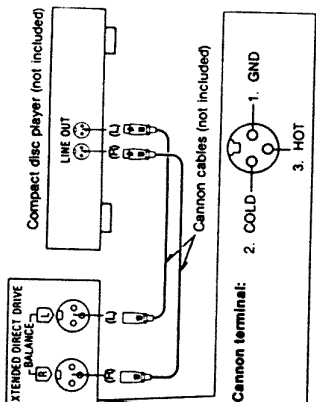 Compact disc player (not included)
LINE OUT
(L)
(R)
Cannon cables (not included)
EXTENDED DIRECT DRIVE
BALANCE
L
R
(L)
(R)
Cannon terminal:
1. GND
2. COLD
3. HOT